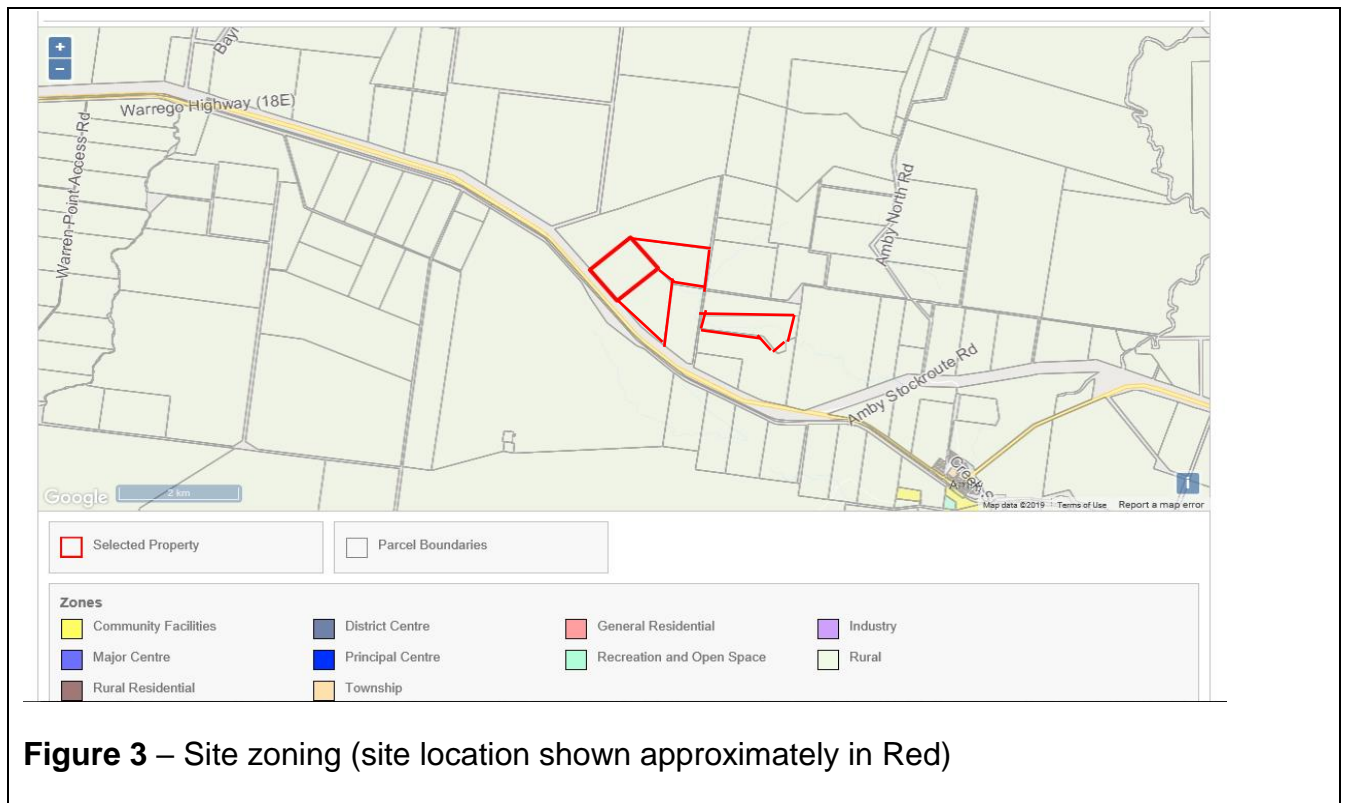 +
−
Warrego Highway (18E)
Warren-Point-Access-Rd
Amby North Rd
Amby Stockroute Rd
Google
2 km
i
Map data ©2019
Terms of Use
Report a map error
Selected Property
Parcel Boundaries
Zones
Community Facilities
District Centre
General Residential
Industry
Major Centre
Principal Centre
Recreation and Open Space
Rural
Rural Residential
Township
Figure 3 – Site zoning (site location shown approximately in Red)